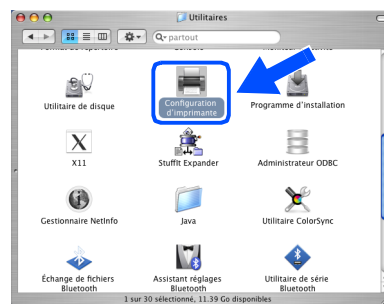 Utilitaires
partout
Utilitaire de disque
Configuration
d'imprimante
Programme d'installation
X11
StuffIt Expander
Administrateur ODBC
Gestionnaire NetInfo
Java
Utilitaire ColorSync
Échange de fichiers
Bluetooth
Assistant réglages
Bluetooth
Utilitaire de série
Bluetooth
1 sur 30 sélectionné, 11.39 Go disponibles